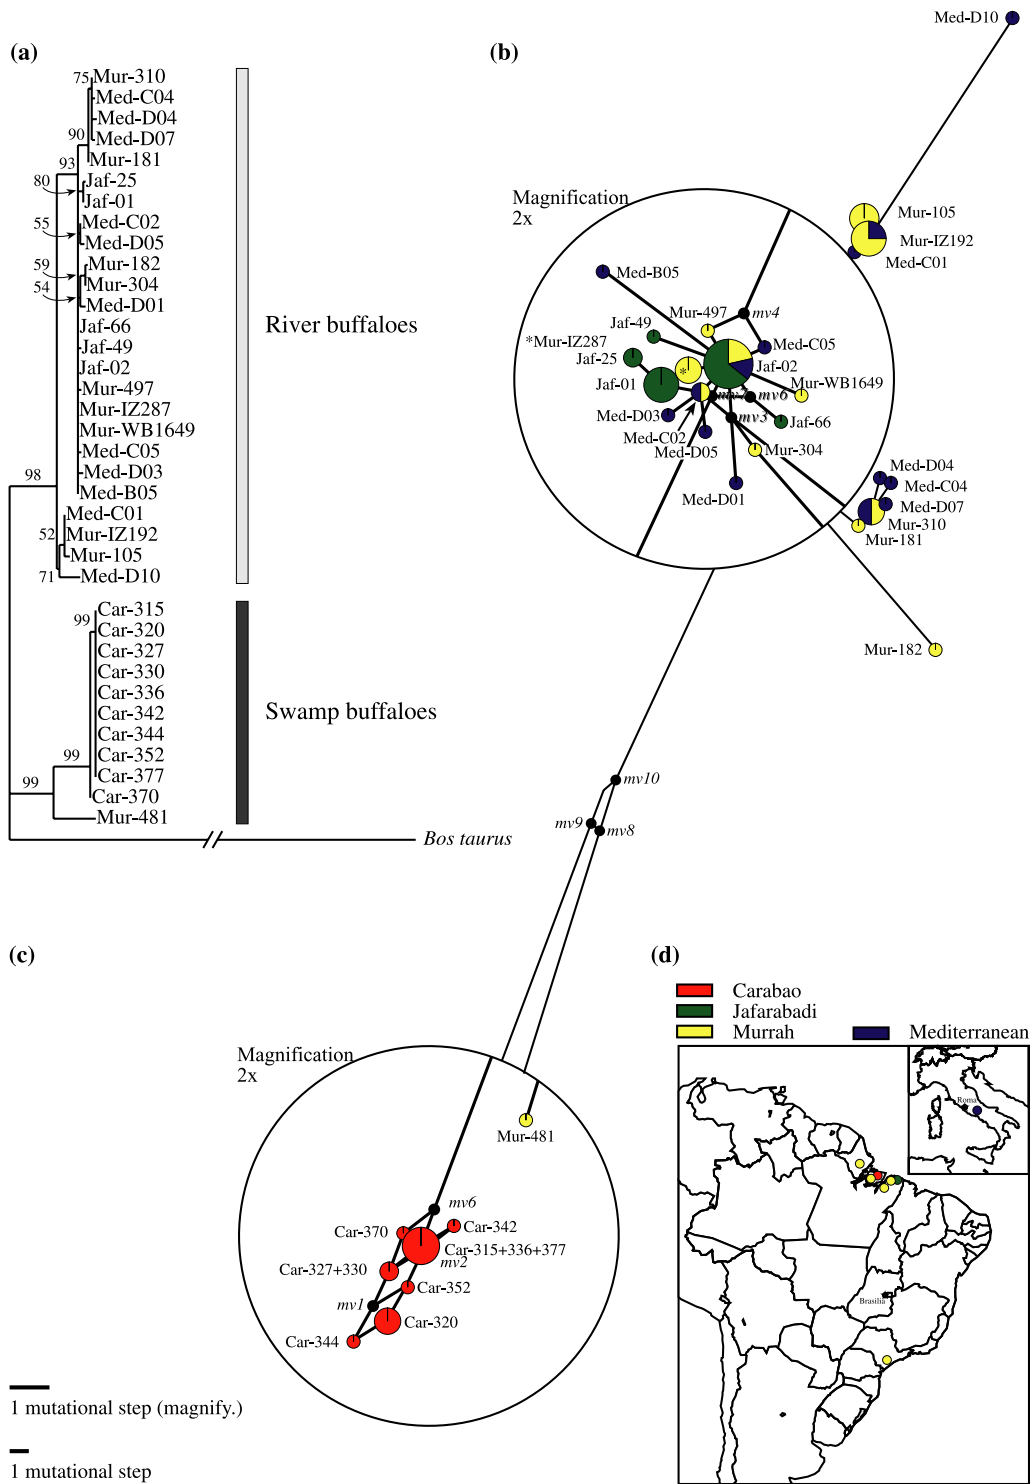 (a)
75
Mur-310
Med-C04
Med-D04
90
Med-D07
93
Mur-181
80
Jaf-25
Jaf-01
55
Med-C02
Med-D05
59
Mur-182
54
Mur-304
Med-D01
Jaf-66
Jaf-49
Jaf-02
Mur-497
Mur-IZ287
Mur-WB1649
Med-C05
98
Med-D03
Med-B05
Med-C01
52
Mur-IZ192
Mur-105
71
Med-D10
River buffaloes
99
Car-315
Car-320
Car-327
Car-330
Car-336
Car-342
Car-344
99
Car-352
99
Car-377
Car-370
Mur-481
Swamp buffaloes
Bos taurus
(b)
Med-D10
Magnification
2x
Mur-105
Mur-IZ192
Med-C01
Med-B05
Mur-497
mv4
Jaf-49
*Mur-IZ287
Med-C05
Jaf-25
*
Jaf-02
Jaf-01
Mur-WB1649
mv6
Med-D03
mv3
Jaf-66
Med-C02
Med-D05
Mur-304
Med-D01
Med-D04
Med-C04
Med-D07
Mur-310
Mur-181
Mur-182
mv10
mv9
mv8
(c)
Magnification
2x
Mur-481
mv6
Car-370
Car-342
Car-315+336+377
mv2
Car-327+330
Car-352
mv1
Car-320
Car-344
1 mutational step (magnify.)
1 mutational step
(d)
Carabao
Jafarabadi
Murrah
Mediterranean
Roma
Brasilia